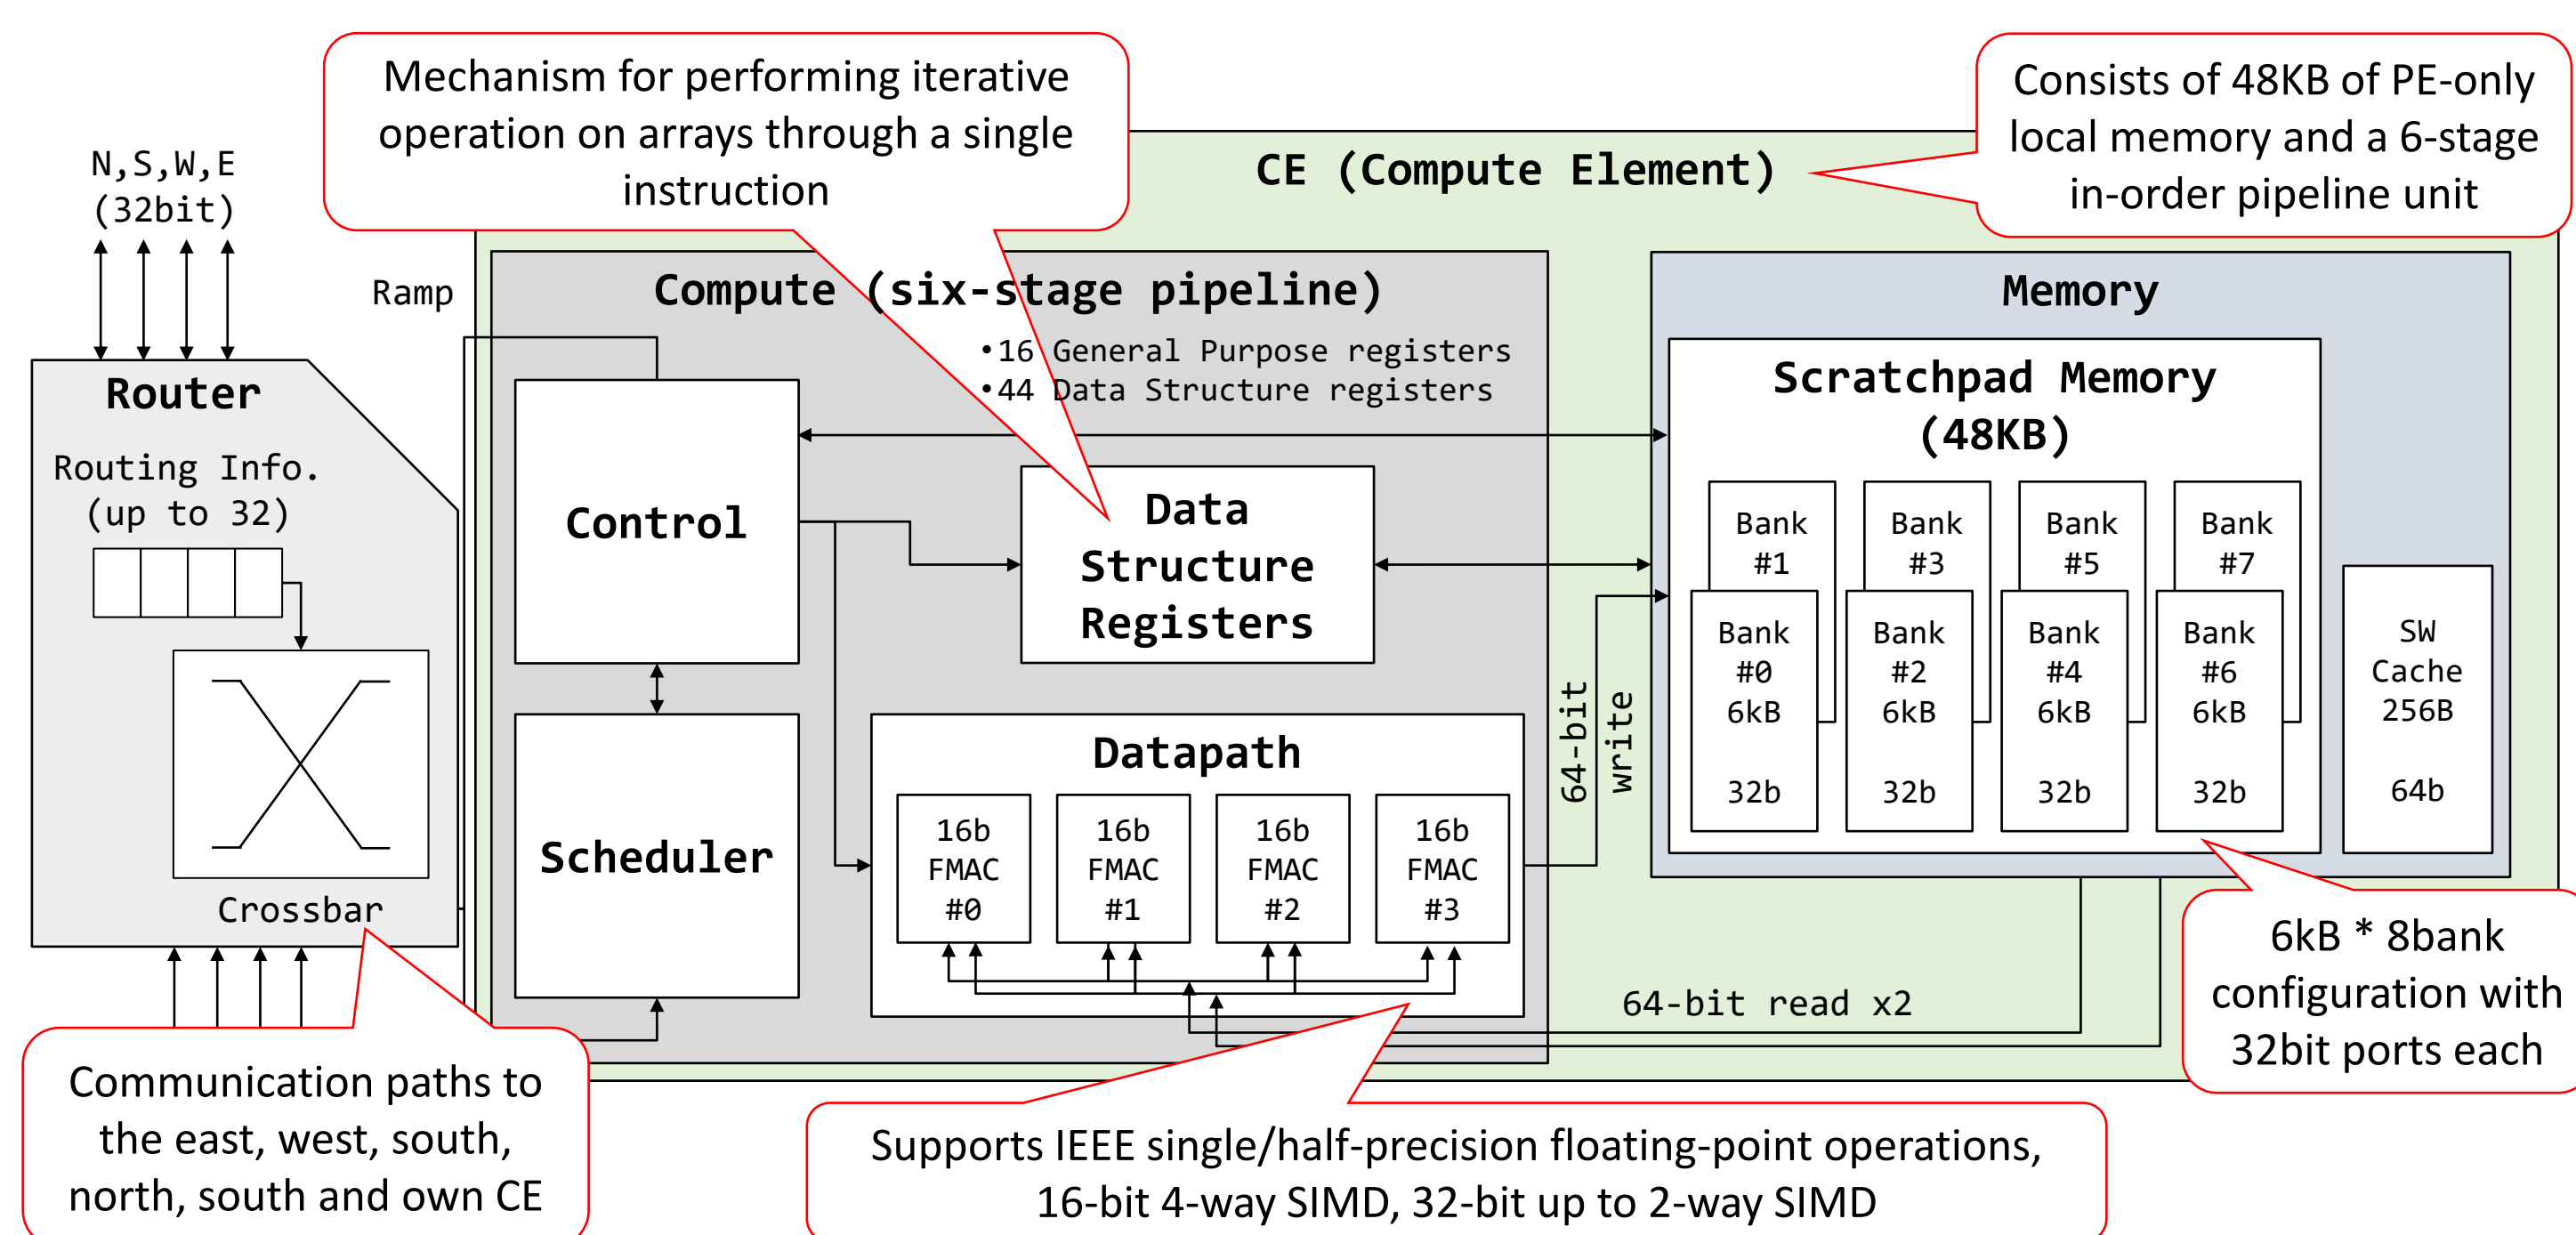 Mechanism for performing iterative
operation on arrays through a single
instruction
Consists of 48KB of PE-only
local memory and a 6-stage
in-order pipeline unit
N,S,W,E
(32bit)
CE (Compute Element)
Ramp
Compute (six-stage pipeline)
•16 General Purpose registers
•44 Data Structure registers
Memory
Router
Routing Info.
(up to 32)
Crossbar
Control
Scheduler
Data
Structure
Registers
Datapath
16b
FMAC
#0
16b
FMAC
#1
16b
FMAC
#2
16b
FMAC
#3
64-bit
write
64-bit read x2
Scratchpad Memory
(48KB)
Bank
#1
Bank
#3
Bank
#5
Bank
#7
Bank
#0
6kB
32b
Bank
#2
6kB
32b
Bank
#4
6kB
32b
Bank
#6
6kB
32b
SW
Cache
256B
64b
6kB * 8bank
configuration with
32bit ports each
Communication paths to
the east, west, south,
north, south and own CE
Supports IEEE single/half-precision floating-point operations,
16-bit 4-way SIMD, 32-bit up to 2-way SIMD